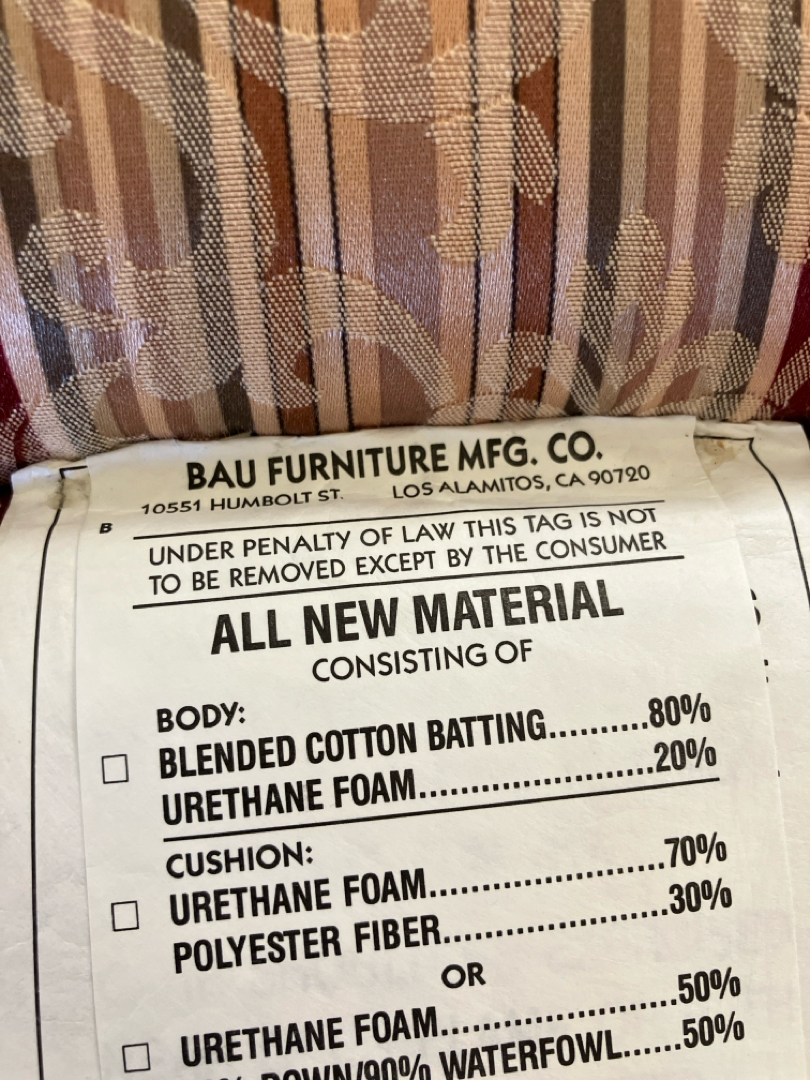 BAU FURNITURE MFG. CO.
10551 HUMBOLT ST. LOS ALAMITOS, CA 90720
B
UNDER PENALTY OF LAW THIS TAG IS NOT
TO BE REMOVED EXCEPT BY THE CONSUMER
ALL NEW MATERIAL
CONSISTING OF
BODY:
BLENDED COTTON BATTING..........80%
URETHANE FOAM......................20%
CUSHION:
URETHANE FOAM......................70%
POLYESTER FIBER.....................30%
OR
URETHANE FOAM......................50%
DOWN/90% WATERFOWL......50%